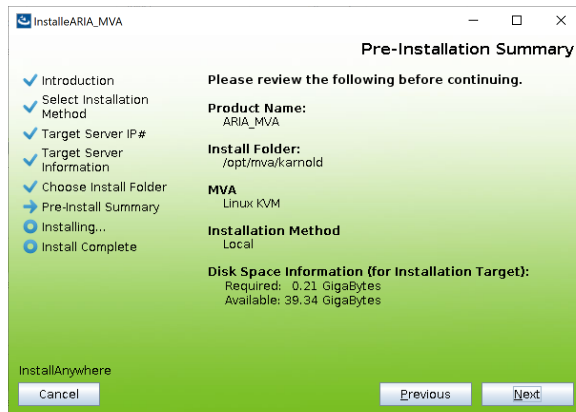 InstalleARIA_MVA
Pre-Installation Summary
Introduction
Select Installation
Method
Target Server IP#
Target Server
Information
Choose Install Folder
Pre-Install Summary
Installing...
Install Complete
Please review the following before continuing.
Product Name:
ARIA_MVA
Install Folder:
/opt/mva/karnold
MVA
Linux KVM
Installation Method
Local
Disk Space Information (for Installation Target):
Required: 0.21 GigaBytes
Available: 39.34 GigaBytes
InstallAnywhere
Cancel
Previous
Next